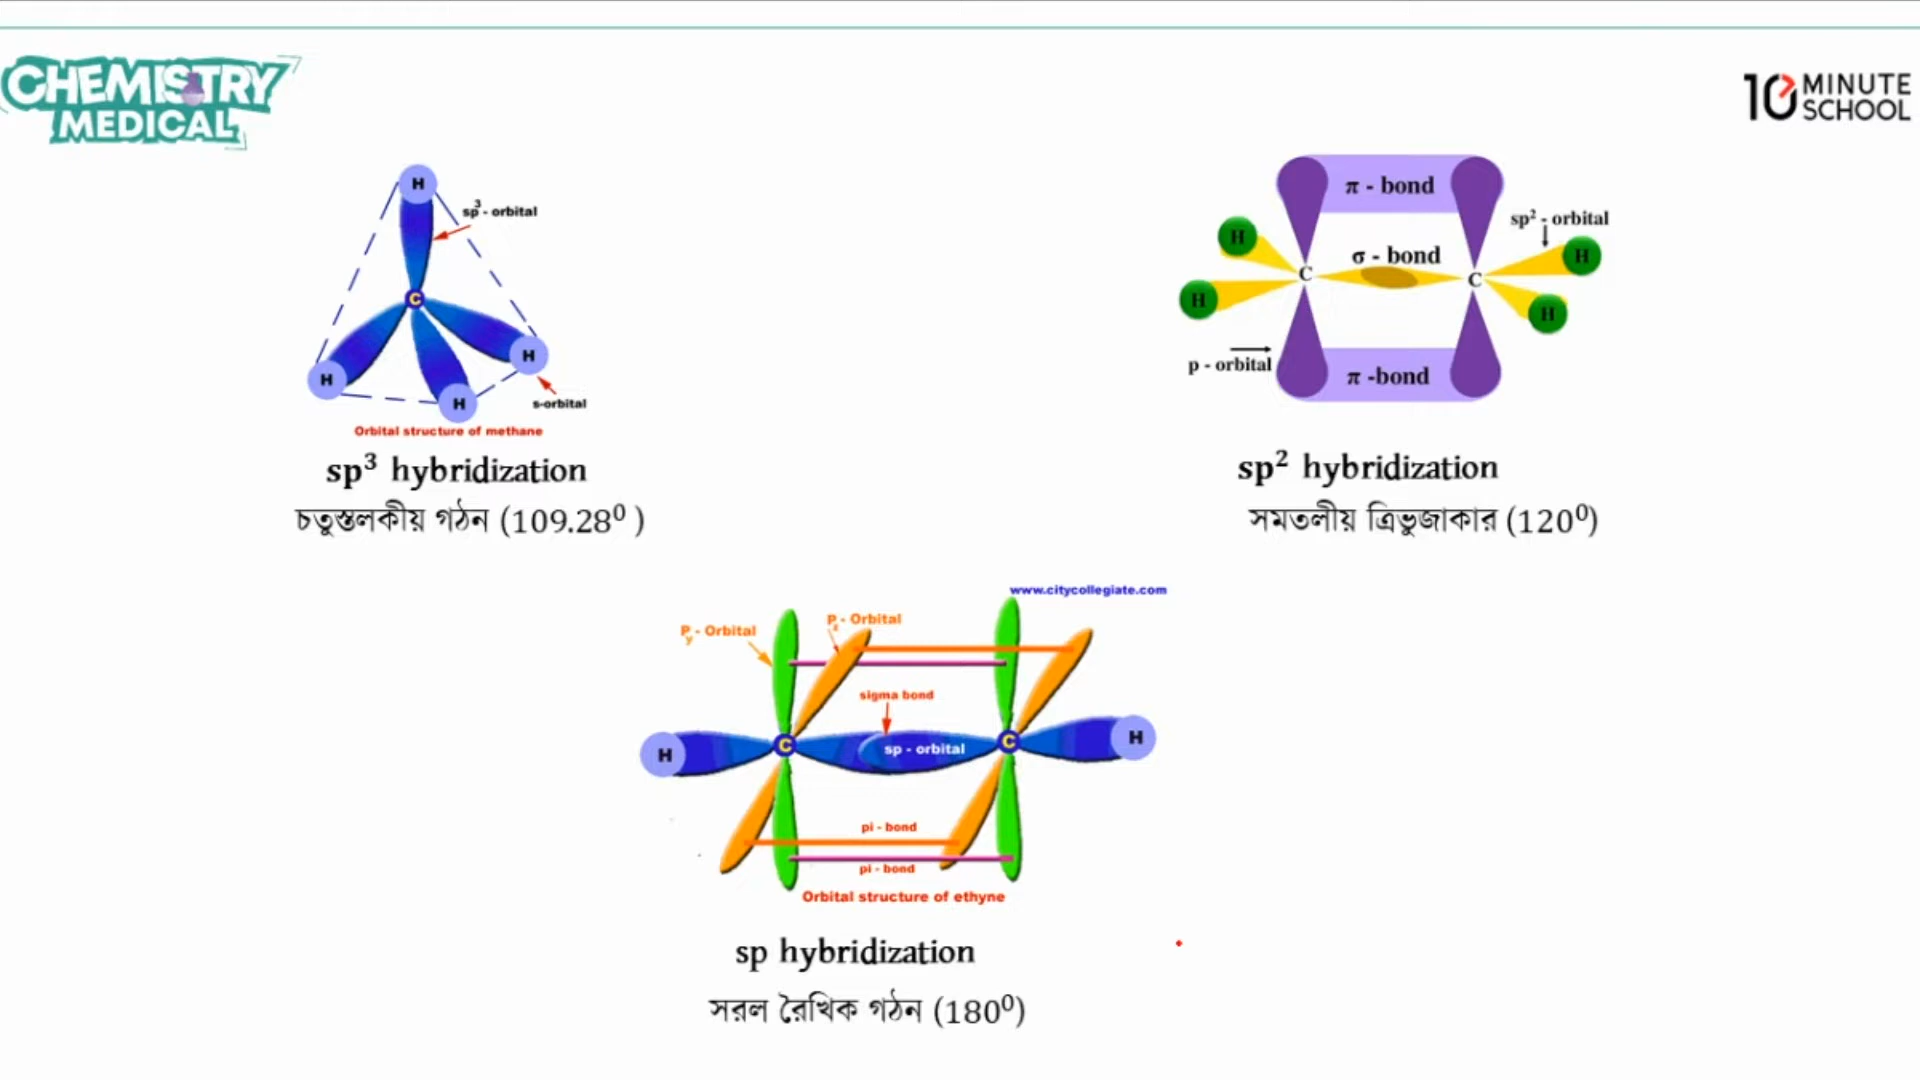 CHEMISTRY
MEDICAL
10 MINUTE
SCHOOL
H
sp³ - orbital
C
H
H
H
s-orbital
Orbital structure of methane
sp³ hybridization
চতুস্তলকীয় গঠন (109.28⁰ )
π - bond
sp² - orbital
H
H
σ - bond
C
C
H
H
p - orbital
π -bond
sp² hybridization
সমতলীয় ত্রিভুজাকার (120⁰)
www.citycollegiate.com
Py - Orbital
Pz - Orbital
sigma bond
H
C
sp - orbital
C
H
pi - bond
pi - bond
Orbital structure of ethyne
sp hybridization
সরল রৈখিক গঠন (180⁰)